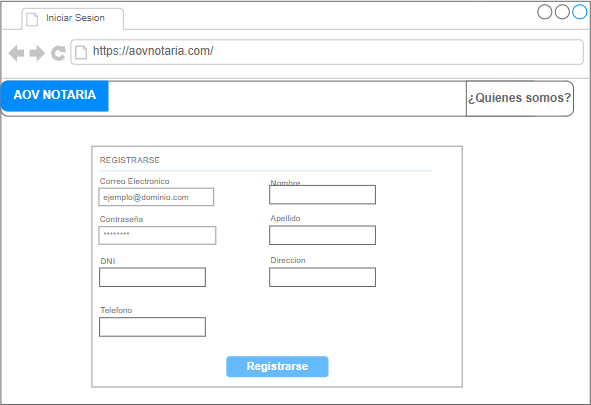 Iniciar Sesion
https://aovnotaria.com/
AOV NOTARIA
¿Quienes somos?
REGISTRARSE
Correo Electronico
ejemplo@dominio.com
Nombre
Contraseña
********
Apellido
DNI
Direccion
Telefono
Registrarse